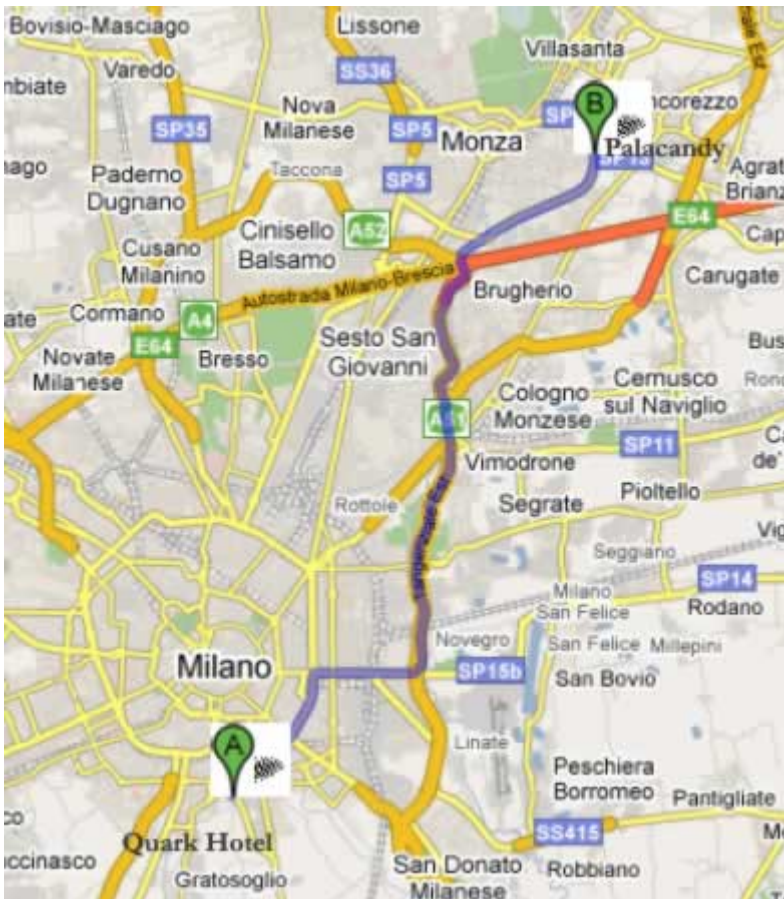 Bovisio-Masciago
Lissone
Villasanta
Varedo
SS36
SP35
Nova
Milanese
SP5
Monza
B
Palacandy
Taccona
SP5
Paderno
Dugnano
A52
Cinisello
Balsamo
E64
Cusano
Milanino
Autostrada Milano-Brescia
Brugherio
Carugate
Cormano
A4
E64
Bresso
Sesto San
Giovanni
Novate
Milanese
Cologno
Monzese
Cernusco
sul Naviglio
A51
SP11
Vimodrone
Pioltello
Rottole
Segrate
Seggiano
Milano
San Felice
SP14
Rodano
Novegro
San Felice
Millepini
Milano
SP15b
San Bovio
A
Linate
Peschiera
Borromeo
Pantigliate
Quark Hotel
SS415
San Donato
Milanese
Robbiano
Gratosoglio